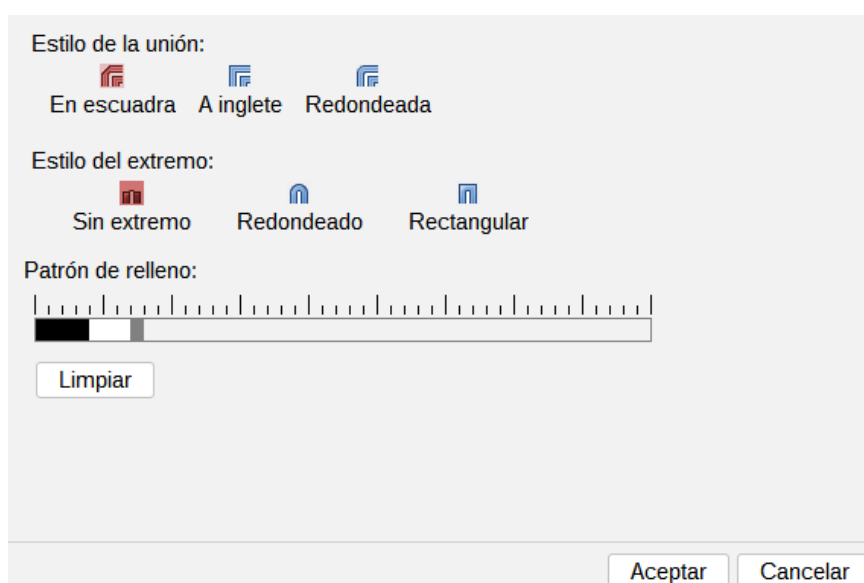 Estilo de la unión:
En escuadra A inglete Redondeada
Estilo del extremo:
Sin extremo Redondeado Rectangular
Patrón de relleno:
Limpiar
Aceptar Cancelar